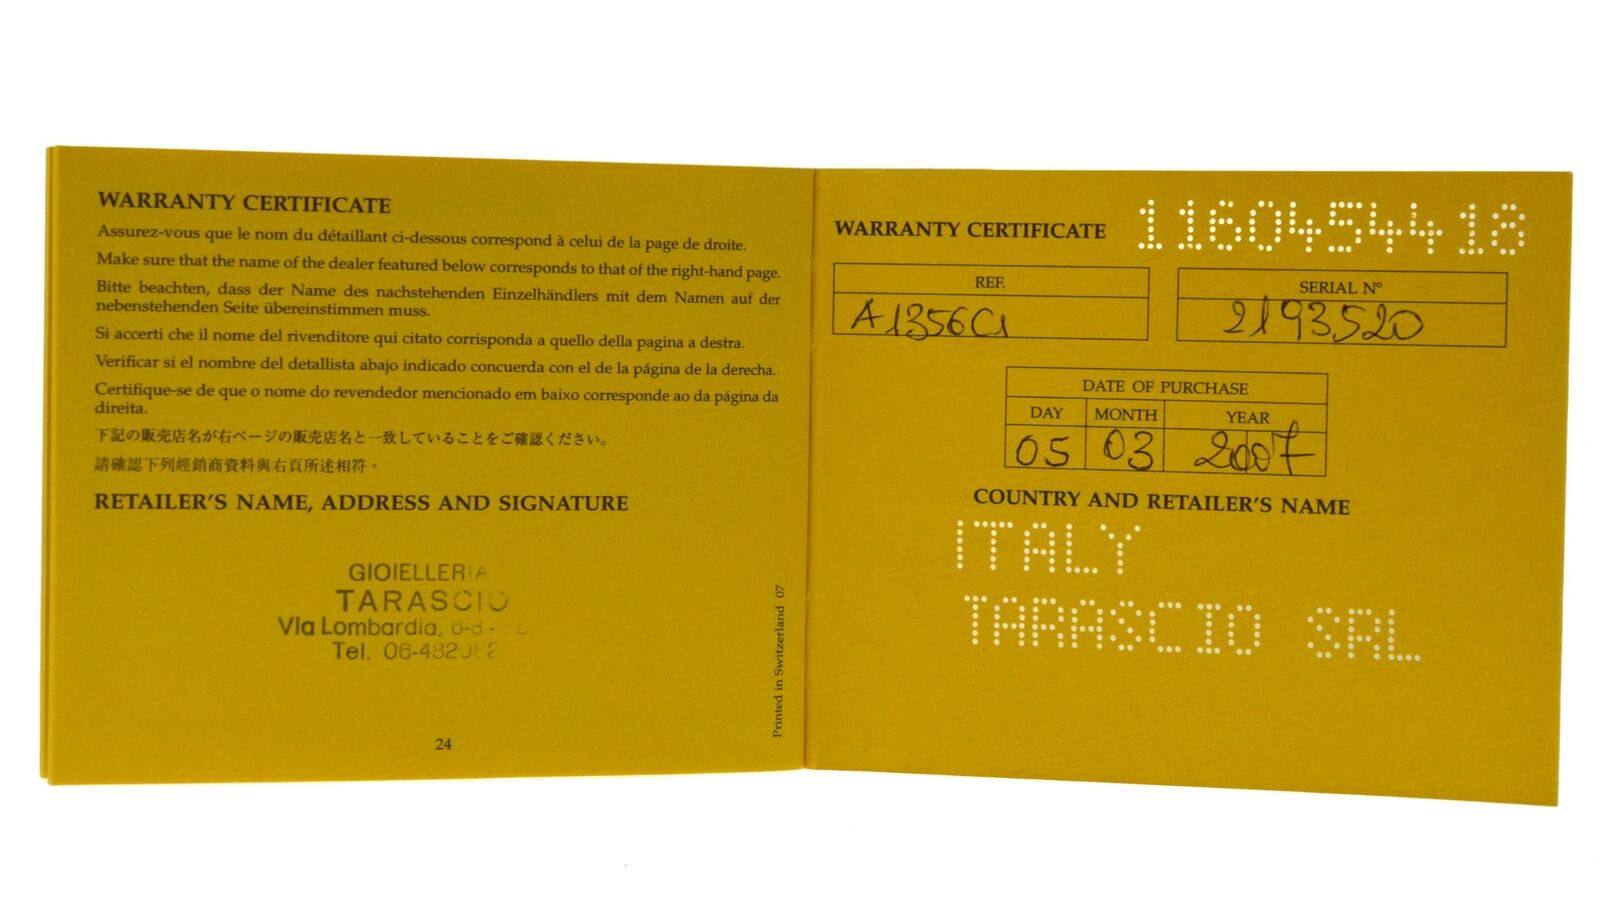 WARRANTY CERTIFICATE
Assurez-vous que le nom du détaillant ci-dessous correspond à celui de la page de droite.
Make sure that the name of the dealer featured below corresponds to that of the right-hand page.
Bitte beachten, dass der Name des nachstehenden Einzelhändlers mit dem Namen auf der
nebenstehenden Seite übereinstimmen muss.
Si accerti che il nome del rivenditore qui citato corrisponda a quello della pagina a destra.
Verificar si el nombre del detallista abajo indicado concuerda con el de la página de la derecha.
Certifique-se de que o nome do revendedor mencionado em baixo corresponde ao da página da
direita.
下記の販売店名が右ページの販売店名と一致していることをご確認ください。
請確認下列經銷商資料與右頁所述相符。
RETAILER'S NAME, ADDRESS AND SIGNATURE
GIOIELLERIA
TARASCIO
Via Lombardia,
Tel.
24
Printed in Switzerland 07
WARRANTY CERTIFICATE
1160454418
REF.
A1356C1
SERIAL Nº
2193520
DATE OF PURCHASE
DAY MONTH YEAR
05 03 2007
COUNTRY AND RETAILER'S NAME
ITALY
TARASCIO SRL